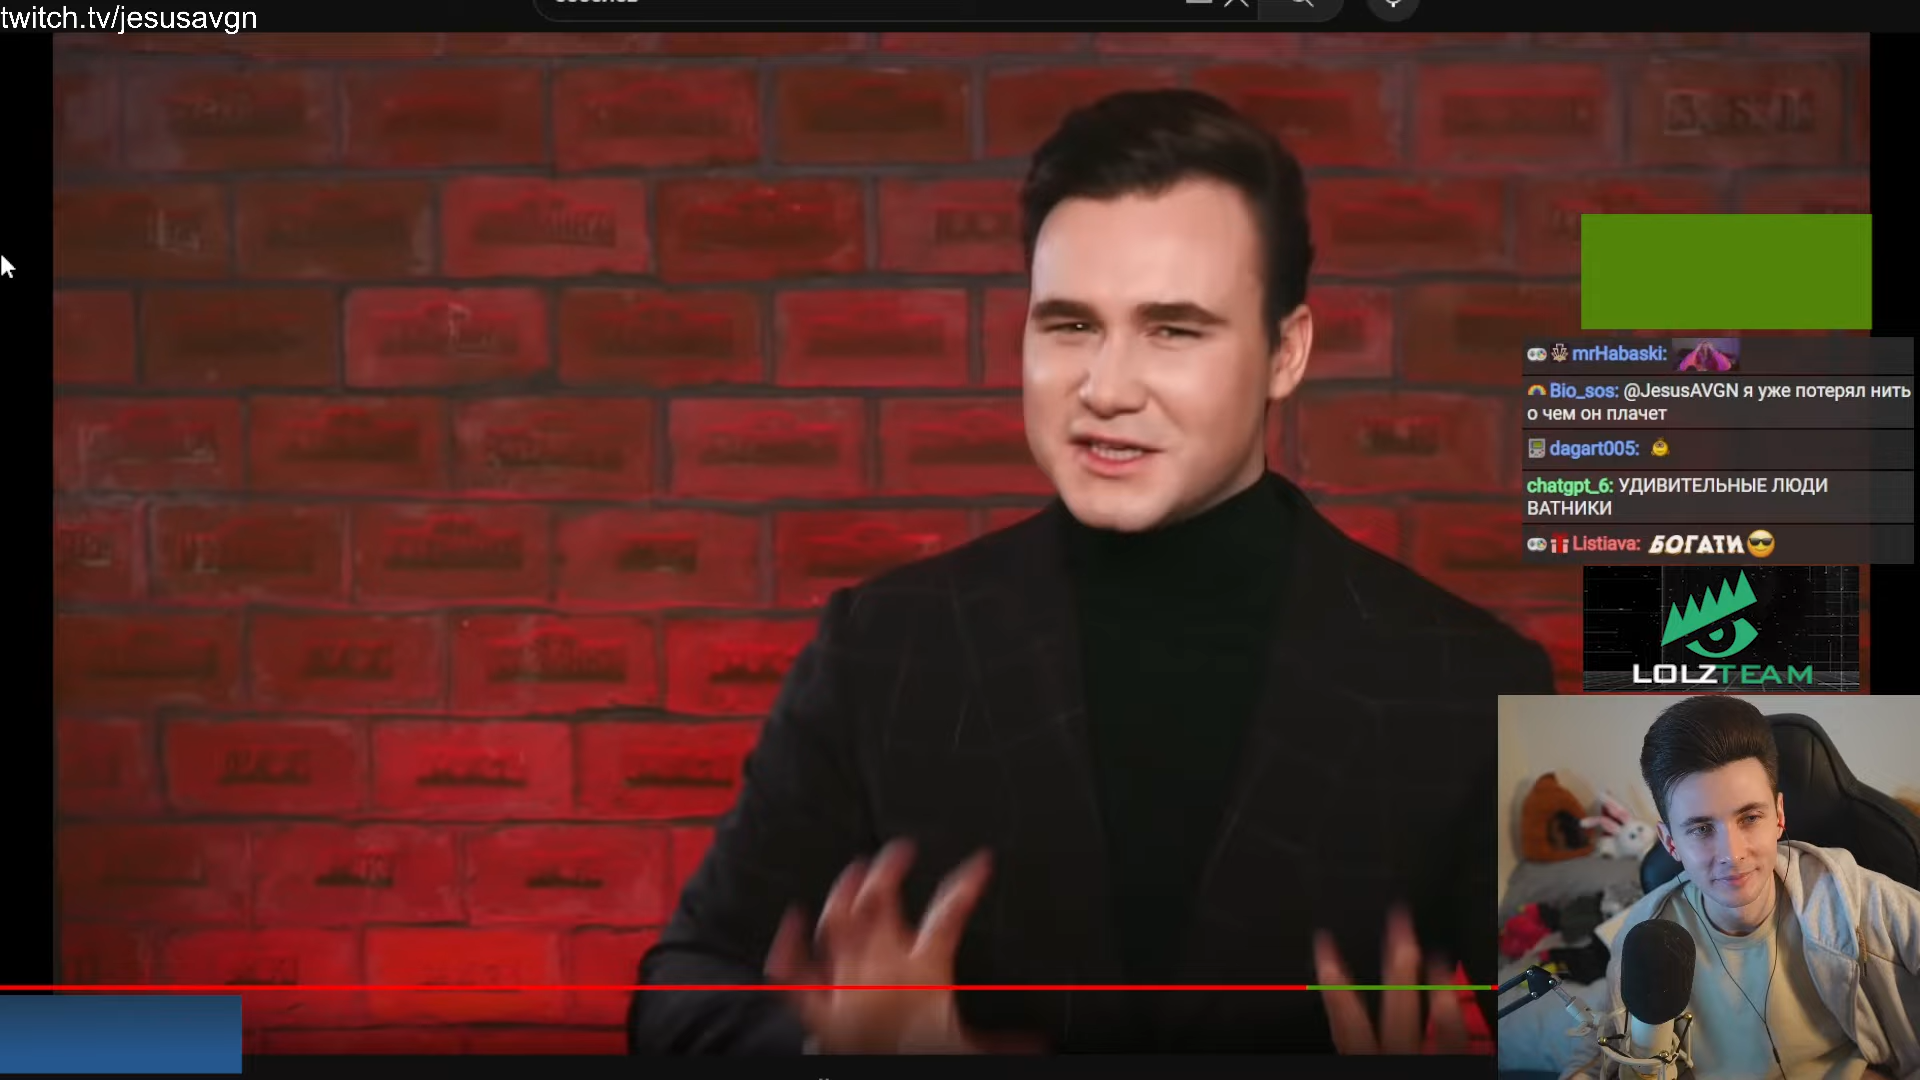 twitch.tv/jesusavgn
mrHabaski:
Bio_sos: @JesusAVGN я уже потерял нить
о чем он плачет
dagart005:
chatgpt_6: УДИВИТЕЛЬНЫЕ ЛЮДИ
ВАТНИКИ
Listiava: БОГАТИ
LOLZTEAM